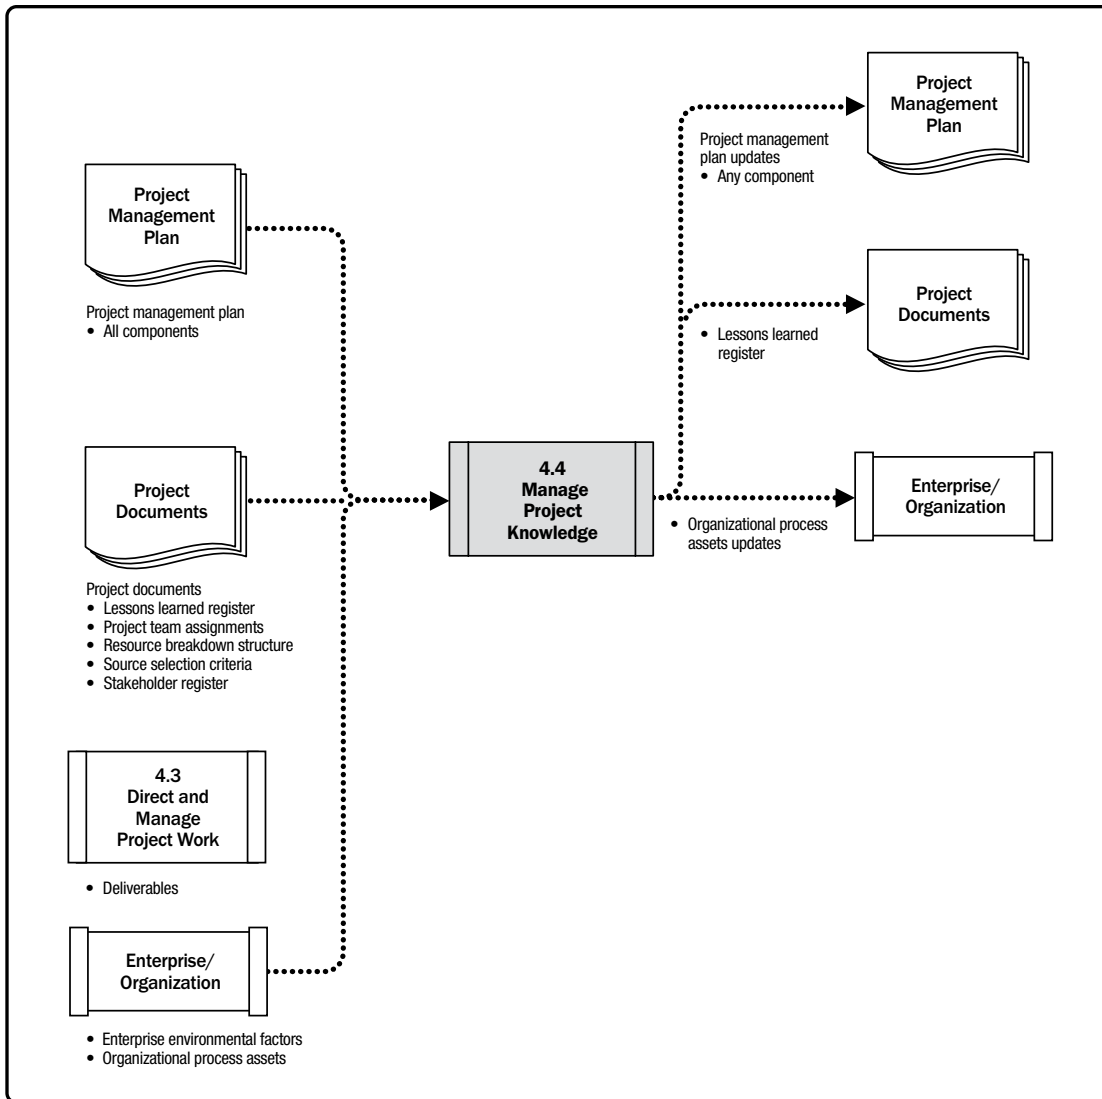 Project
Management
Plan
Project management plan
• All components
Project
Documents
Project documents
• Lessons learned register
• Project team assignments
• Resource breakdown structure
• Source selection criteria
• Stakeholder register
4.3
Direct and
Manage
Project Work
• Deliverables
Enterprise/
Organization
• Enterprise environmental factors
• Organizational process assets
4.4
Manage
Project
Knowledge
Project management
plan updates
• Any component
Project
Management
Plan
• Lessons learned
register
Project
Documents
• Organizational process
assets updates
Enterprise/
Organization